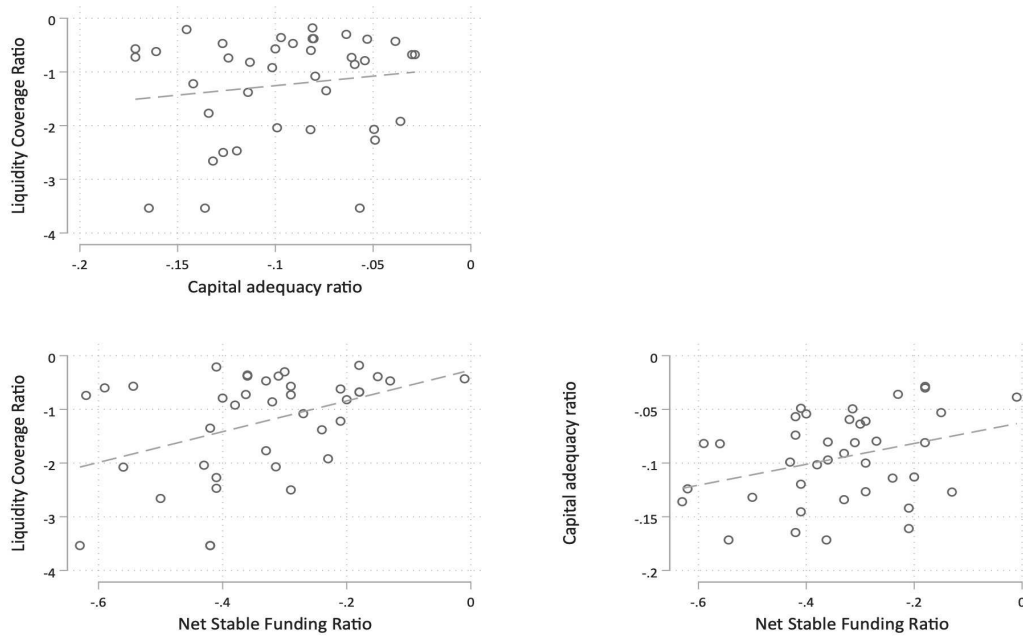 0
-1
-2
-3
-4
Liquidity Coverage Ratio
-.2 -.15 -.1 -.05 0
Capital adequacy ratio
0
-1
-2
-3
-4
Liquidity Coverage Ratio
-.6 -.4 -.2 0
Net Stable Funding Ratio
0
-.05
-.1
-.15
-.2
Capital adequacy ratio
-.6 -.4 -.2 0
Net Stable Funding Ratio